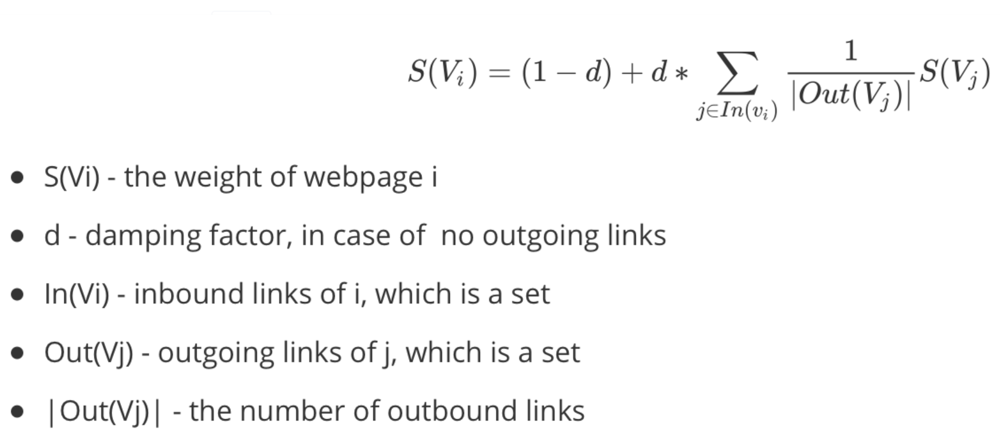 S(V_i) = (1 − d) + d * ∑_{j∈In(v_i)} \frac{1}{|Out(V_j)|} S(V_j)
● S(Vi) - the weight of webpage i
● d - damping factor, in case of  no outgoing links
● In(Vi) - inbound links of i, which is a set
● Out(Vj) - outgoing links of j, which is a set
● |Out(Vj)| - the number of outbound links